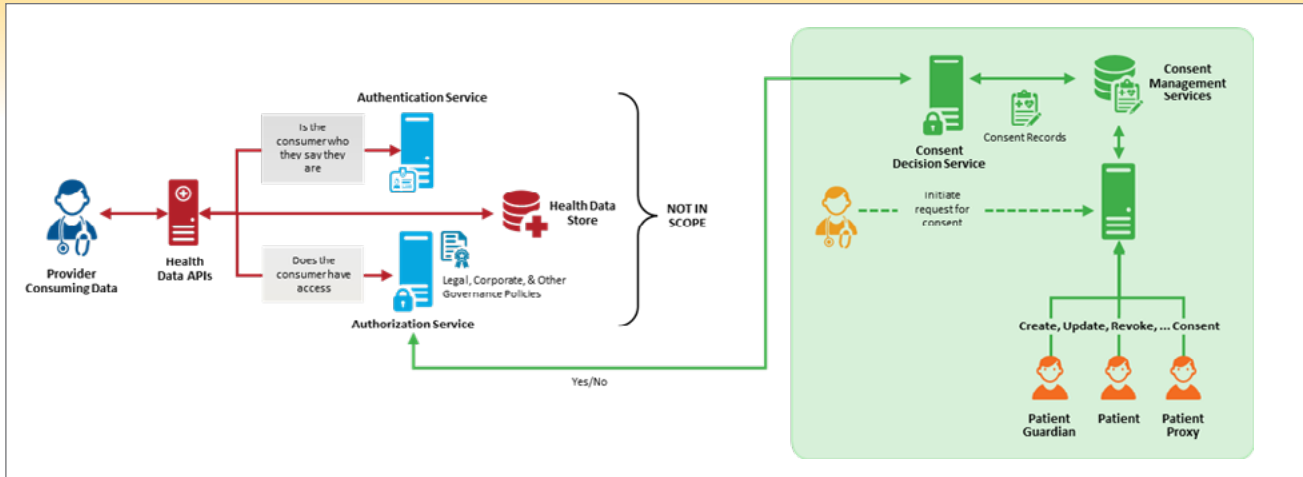 Authentication Service
Is the
consumer who
they say they
are
Provider
Consuming Data
Health
Data APIs
Health Data
Store
Does the
consumer have
access
Legal, Corporate, & Other
Governance Policies
Authorization Service
NOT IN
SCOPE
Yes/No
Consent
Decision Service
Consent Records
Consent
Management
Services
Initiate
request for
consent
Create, Update, Revoke, ... Consent
Patient
Guardian
Patient
Patient
Proxy